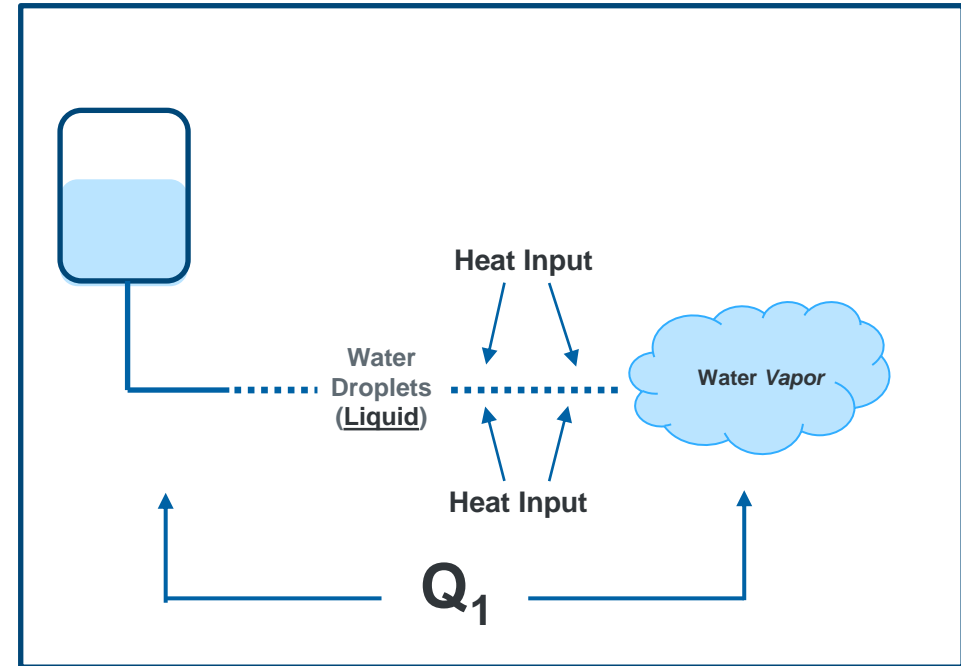 Heat Input
Water
Droplets
(Liquid)
Water Vapor
Heat Input
Q₁